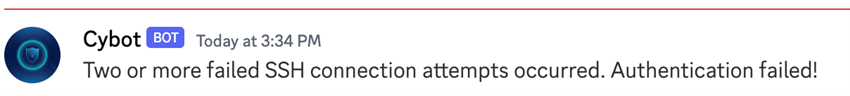 Cybot BOT Today at 3:34 PM
Two or more failed SSH connection attempts occurred. Authentication failed!